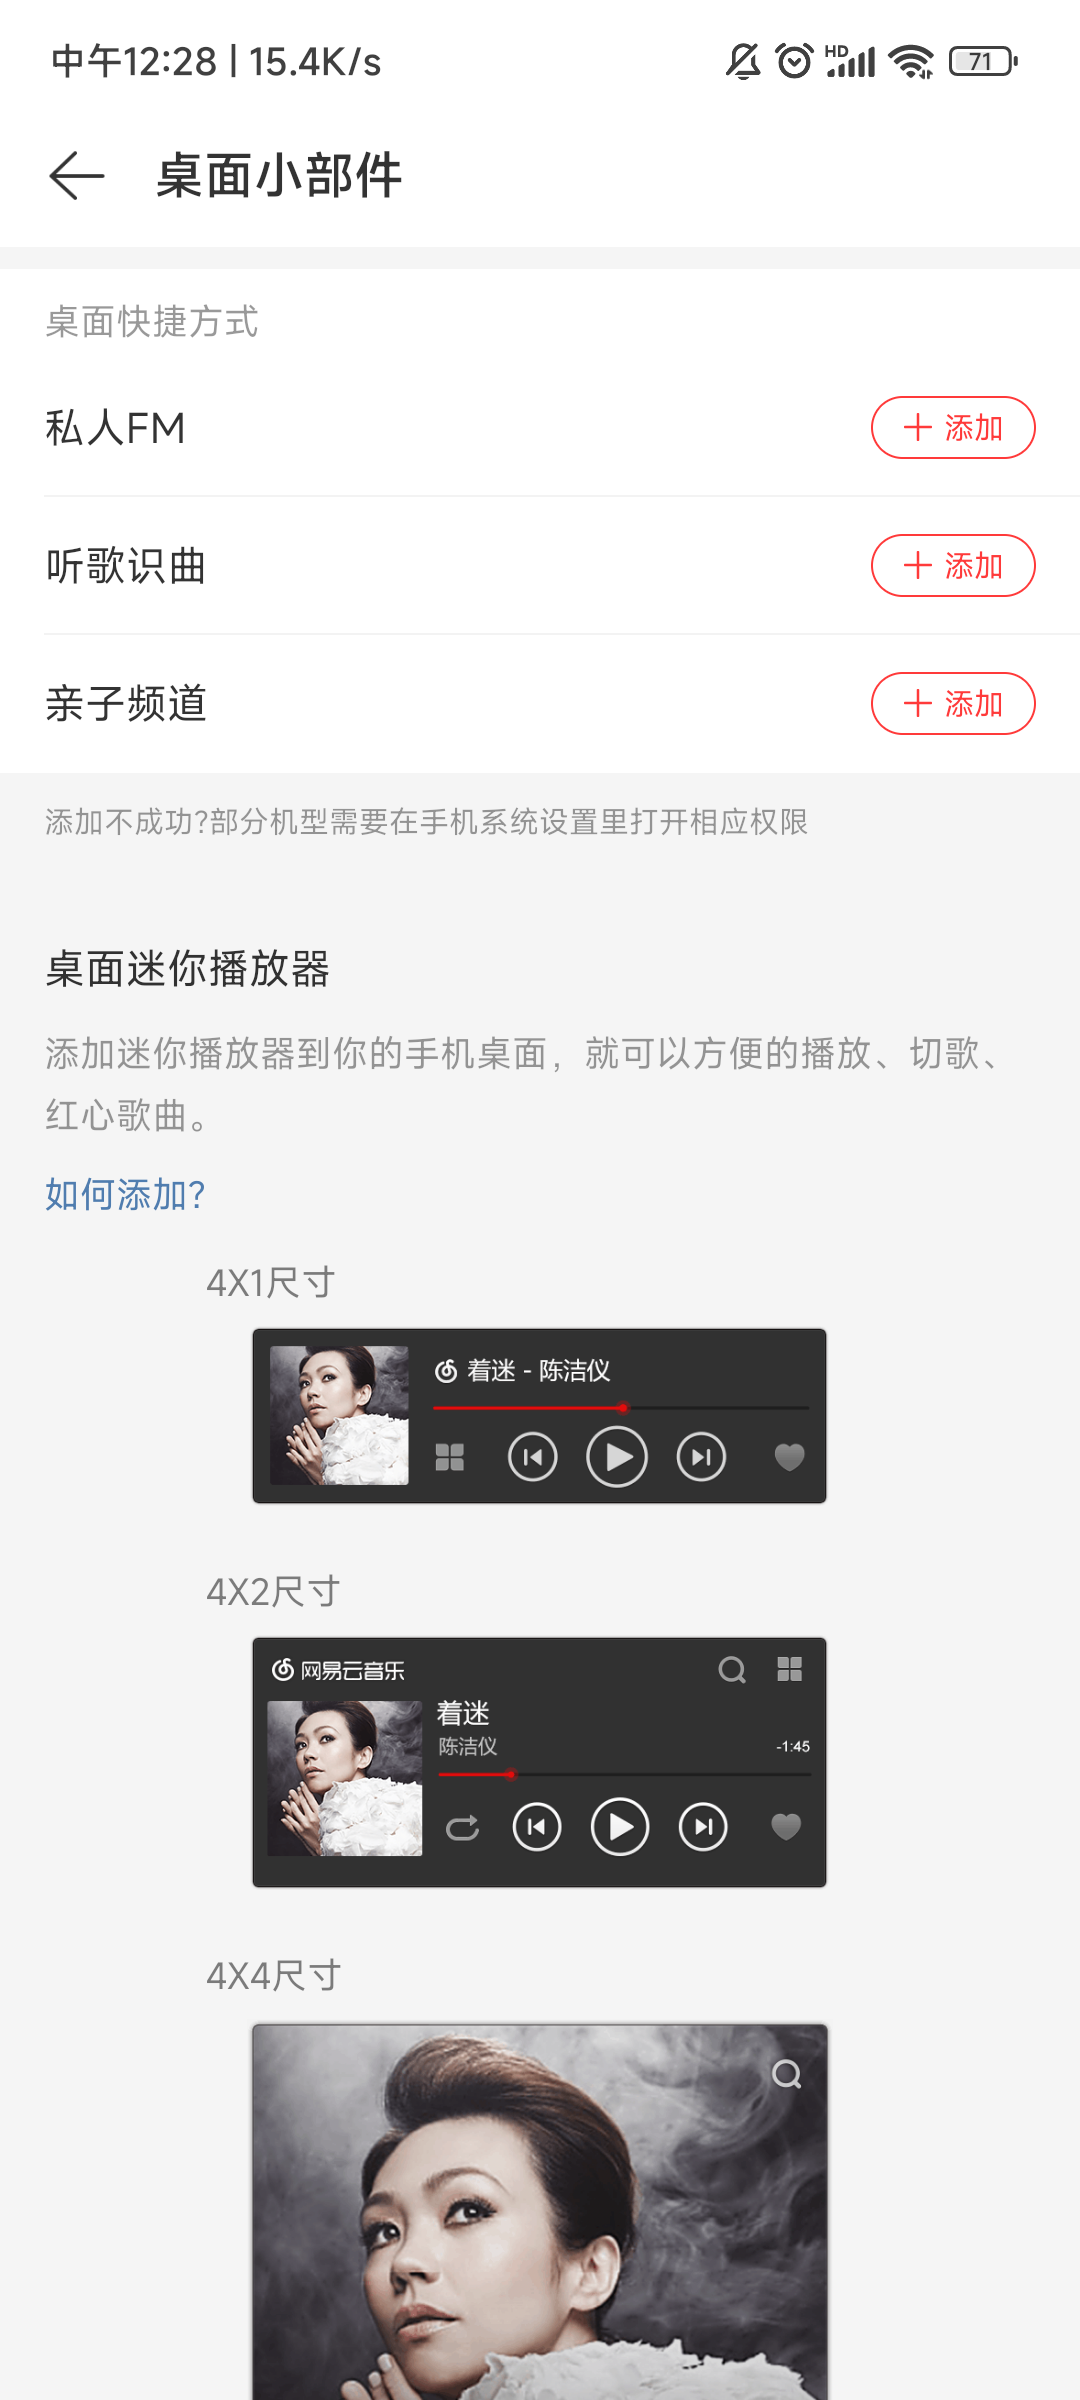 中午12:28 | 15.4K/s
HD
71
桌面小部件
桌面快捷方式
私人FM
添加
听歌识曲
添加
亲子频道
添加
添加不成功?部分机型需要在手机系统设置里打开相应权限
桌面迷你播放器
添加迷你播放器到你的手机桌面，就可以方便的播放、切歌、
红心歌曲。
如何添加?
4X1尺寸
着迷 - 陈洁仪
4X2尺寸
网易云音乐
着迷
陈洁仪
-1:45
4X4尺寸